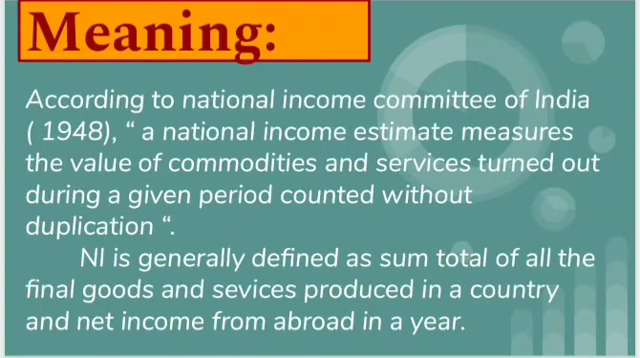 Meaning:
According to national income committee of India
( 1948), “ a national income estimate measures
the value of commodities and services turned out
during a given period counted without
duplication “.
NI is generally defined as sum total of all the
final goods and sevices produced in a country
and net income from abroad in a year.